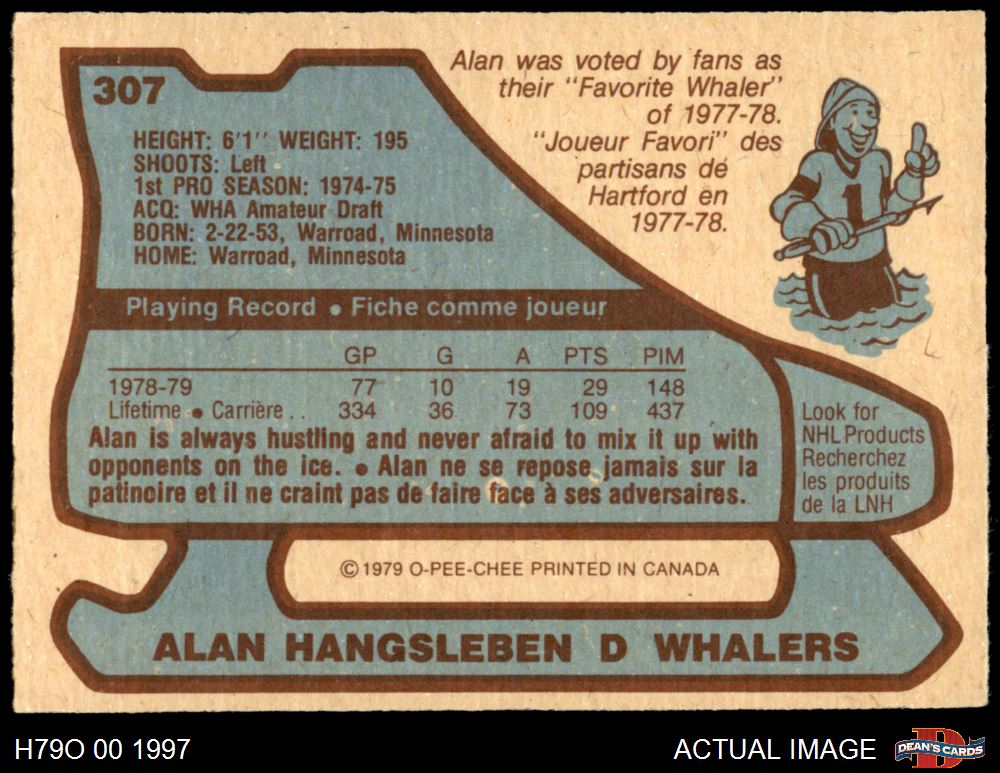 307
HEIGHT: 6'1'' WEIGHT: 195
SHOOTS: Left
1st PRO SEASON: 1974-75
ACQ: WHA Amateur Draft
BORN: 2-22-53, Warroad, Minnesota
HOME: Warroad, Minnesota
Alan was voted by fans as
their "Favorite Whaler"
of 1977-78.
"Joueur Favori" des
partisans de
Hartford en
1977-78.
1
Playing Record • Fiche comme joueur
GP G A PTS PIM
1978-79 77 10 19 29 148
Lifetime • Carrière . . 334 36 73 109 437
Alan is always hustling and never afraid to mix it up with
opponents on the ice. • Alan ne se repose jamais sur la
patinoire et il ne craint pas de faire face à ses adversaires.
Look for
NHL Products
Recherchez
les produits
de la LNH
© 1979 O-PEE-CHEE PRINTED IN CANADA
ALAN HANGSLEBEN D WHALERS
H79O 00 1997
ACTUAL IMAGE
D
DEAN'S CARDS